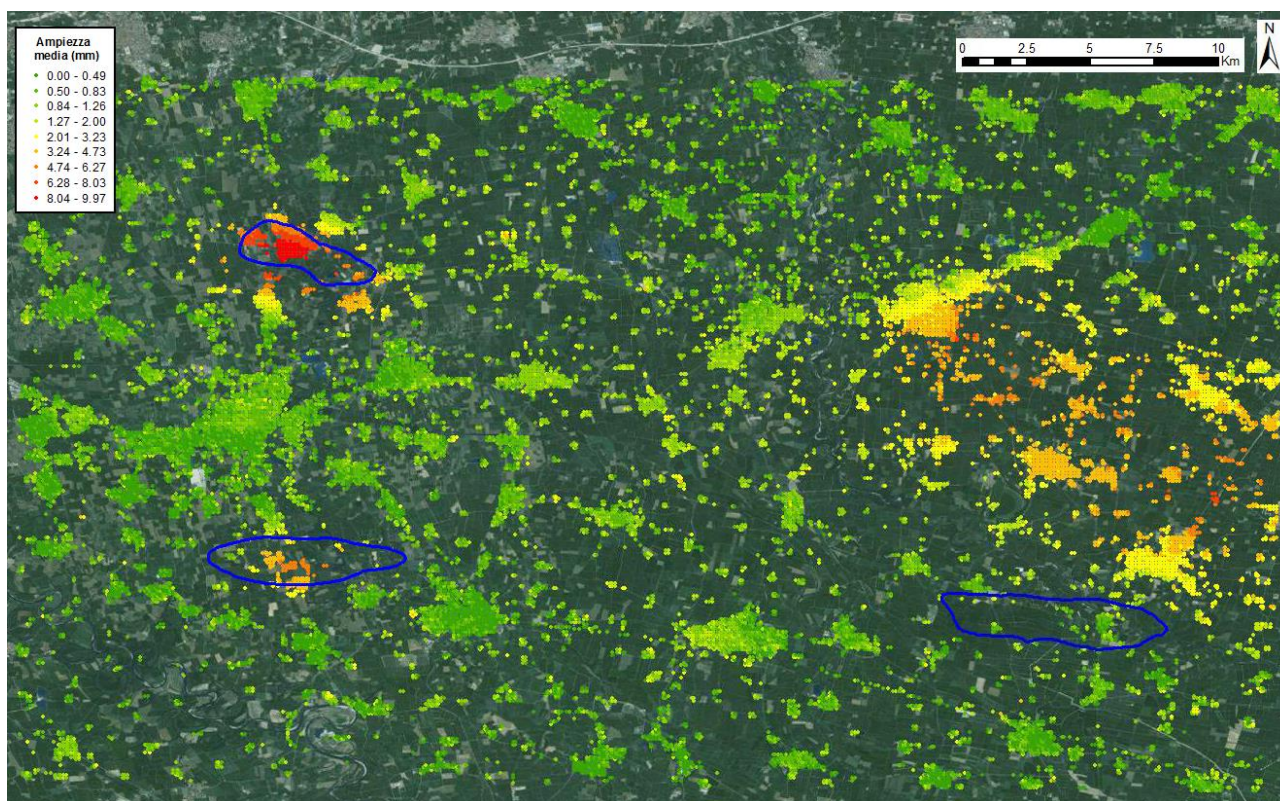 Ampiezza
media (mm)
0.00 - 0.49
0.50 - 0.83
0.84 - 1.26
1.27 - 2.00
2.01 - 3.23
3.24 - 4.73
4.74 - 6.27
6.28 - 8.03
8.04 - 9.97
0 2.5 5 7.5 10
Km
N